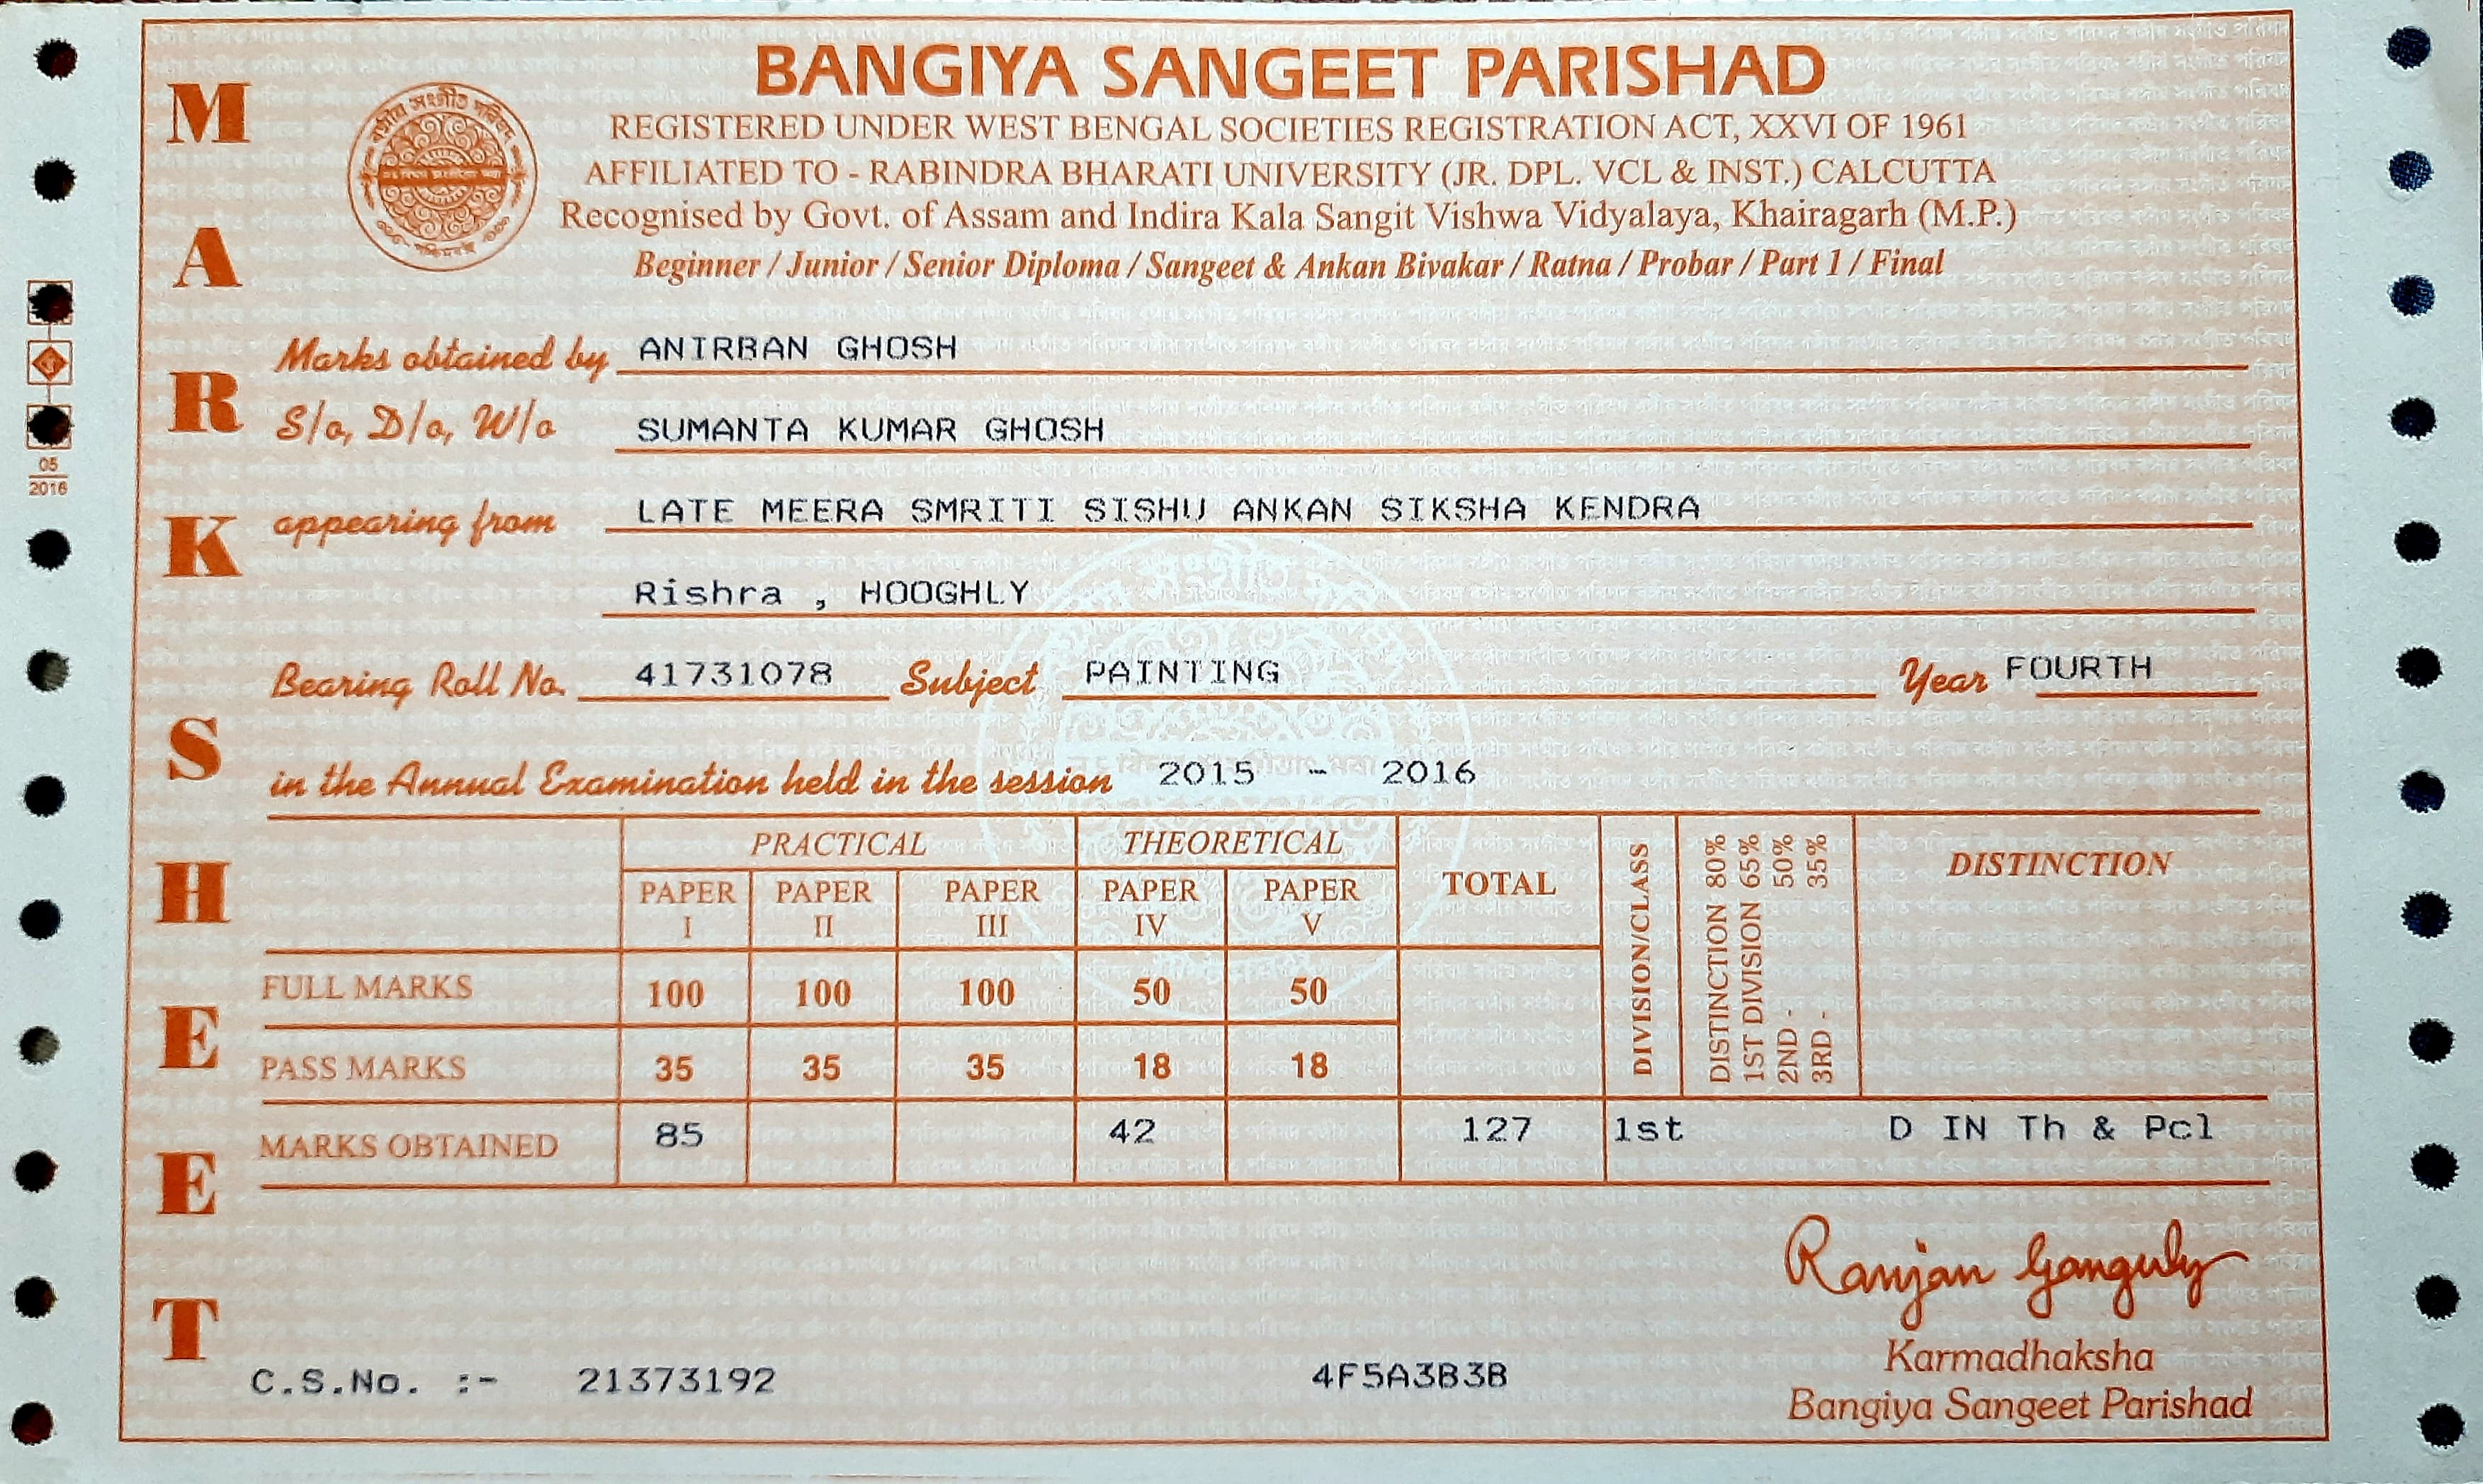 MARKS HEET
BANGIYA SANGEET PARISHAD
REGISTERED UNDER WEST BENGAL SOCIETIES REGISTRATION ACT, XXVI OF 1961
AFFILIATED TO - RABINDRA BHARATI UNIVERSITY (JR. DPL. VCL & INST.) CALCUTTA
Recognised by Govt. of Assam and Indira Kala Sangit Vishwa Vidyalaya, Khairagarh (M.P.)
Beginner / Junior / Senior Diploma / Sangeet & Ankan Bivakar / Ratna / Probar / Part 1 / Final
বঙ্গীয় সংগীত পরিষদ
05
2016
Marks obtained by ANIRBAN GHOSH
S/o, D/o, W/o SUMANTA KUMAR GHOSH
appearing from LATE MEERA SMRITI SISHU ANKAN SIKSHA KENDRA
Rishra , HOOGHLY
Bearing Roll No. 41731078 Subject PAINTING Year FOURTH
in the Annual Examination held in the session 2015 - 2016
PRACTICAL THEORETICAL TOTAL DIVISION/CLASS DISTINCTION 80% 1ST DIVISION 65% 2ND - 50% 3RD - 35% DISTINCTION
PAPER I PAPER II PAPER III PAPER IV PAPER V
FULL MARKS 100 100 100 50 50
PASS MARKS 35 35 35 18 18
MARKS OBTAINED 85 42 127 1st D IN Th & Pcl
Ranjan Ganguly
Karmadhaksha
Bangiya Sangeet Parishad
C.S.No. :- 21373192 4F5A3B3B